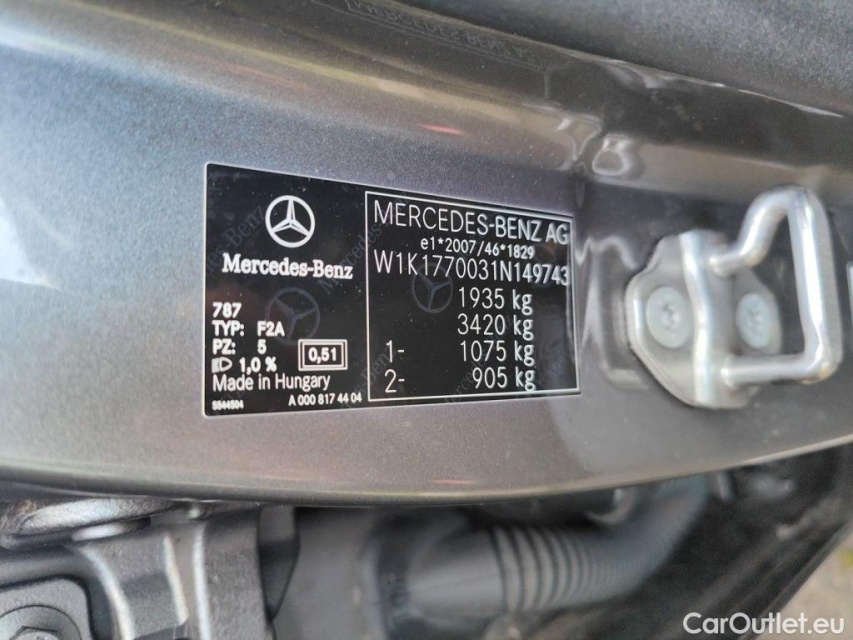 Mercedes-Benz
787
TYP: F2A
PZ: 5
1,0 %
0,51
Made in Hungary
5544504
A 000 817 44 04
MERCEDES-BENZ AG
e1*2007/46*1829
W1K1770031N149743
1935 kg
3420 kg
1- 1075 kg
2- 905 kg
CarOutlet.eu